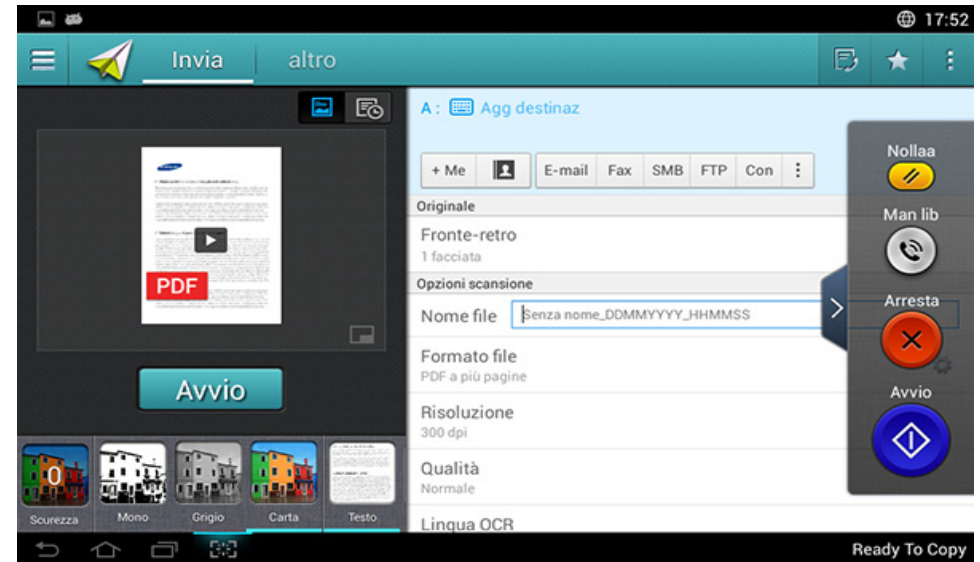 17:52
Invia
altro
A : Agg destinaz
+ Me
E-mail
Fax
SMB
FTP
Con
Originale
Fronte-retro
1 facciata
Opzioni scansione
Nome file
Senza nome_DDMMYYYY_HHMMSS
Formato file
PDF a più pagine
Risoluzione
300 dpi
Qualità
Normale
Lingua OCR
PDF
Avvio
0
Scurezza
Mono
Grigio
Carta
Testo
Nollaa
Man lib
Arresta
Avvio
Ready To Copy